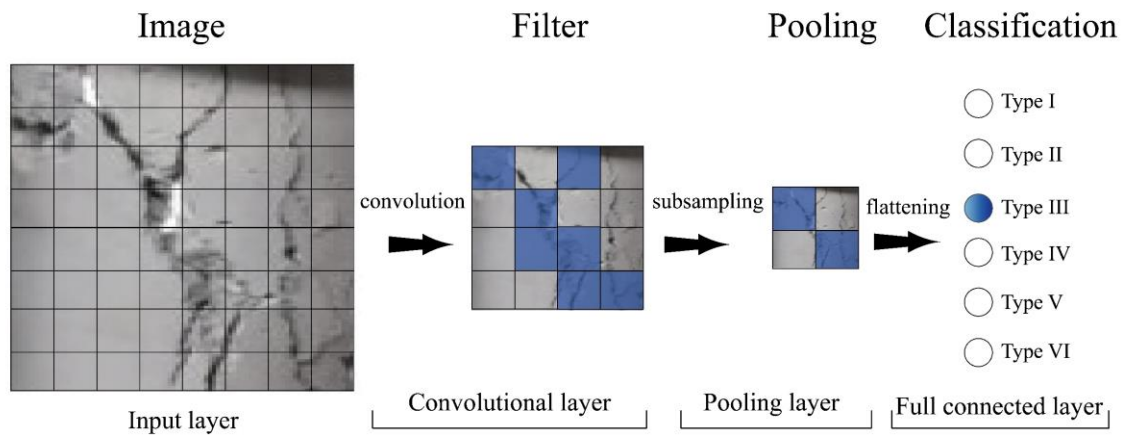 Image
Filter
Pooling
Classification
convolution
subsampling
flattening
Type I
Type II
Type III
Type IV
Type V
Type VI
Input layer
Convolutional layer
Pooling layer
Full connected layer